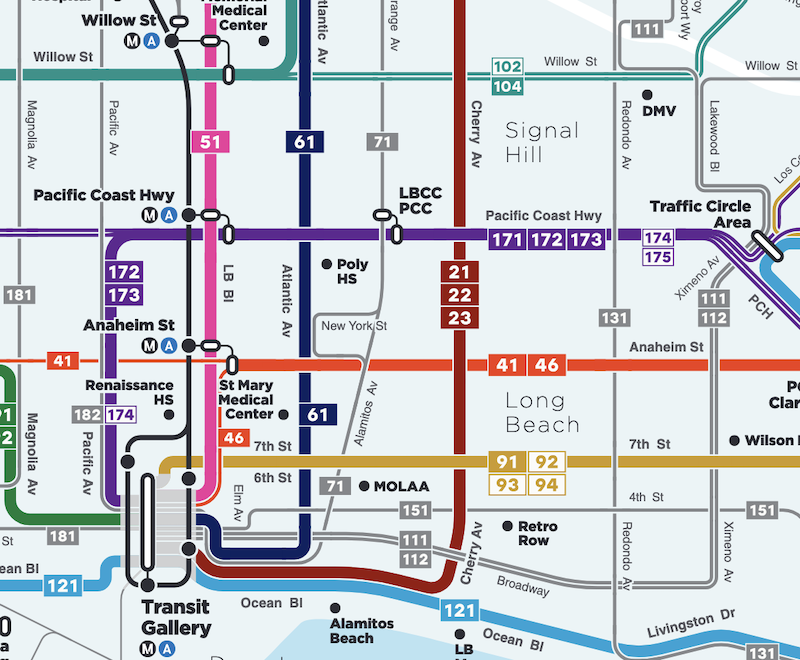 Willow St
M A
Medical
Center
Atlantic Av
Orange Av
111
Willow St
102
104
Willow St
Willow St
DMV
Magnolia Av
Pacific Av
51
61
71
Cherry Av
Signal
Hill
Redondo Av
Lakewood Bl
Pacific Coast Hwy
M A
LBCC
PCC
Pacific Coast Hwy
171 172 173
174
175
Traffic Circle
Area
172
173
181
LB Bl
Atlantic Av
Poly
HS
21
22
23
Ximeno Av
111
112
PCH
131
Anaheim St
M A
New York St
41
41 46
Anaheim St
Renaissance
HS
St Mary
Medical
Center
61
Alamitos Av
Long
Beach
182 174
46
Magnolia Av
Pacific Av
7th St
6th St
91 92
93 94
7th St
Wilson
71
MOLAA
Elm Av
151
4th St
151
181
St
111
112
Retro
Row
Cherry Av
Redondo Av
Ximeno Av
Broadway
121
Ocean Bl
121
Transit
Gallery
M A
Alamitos
Beach
LB
Ocean Bl
Livingston Dr
131